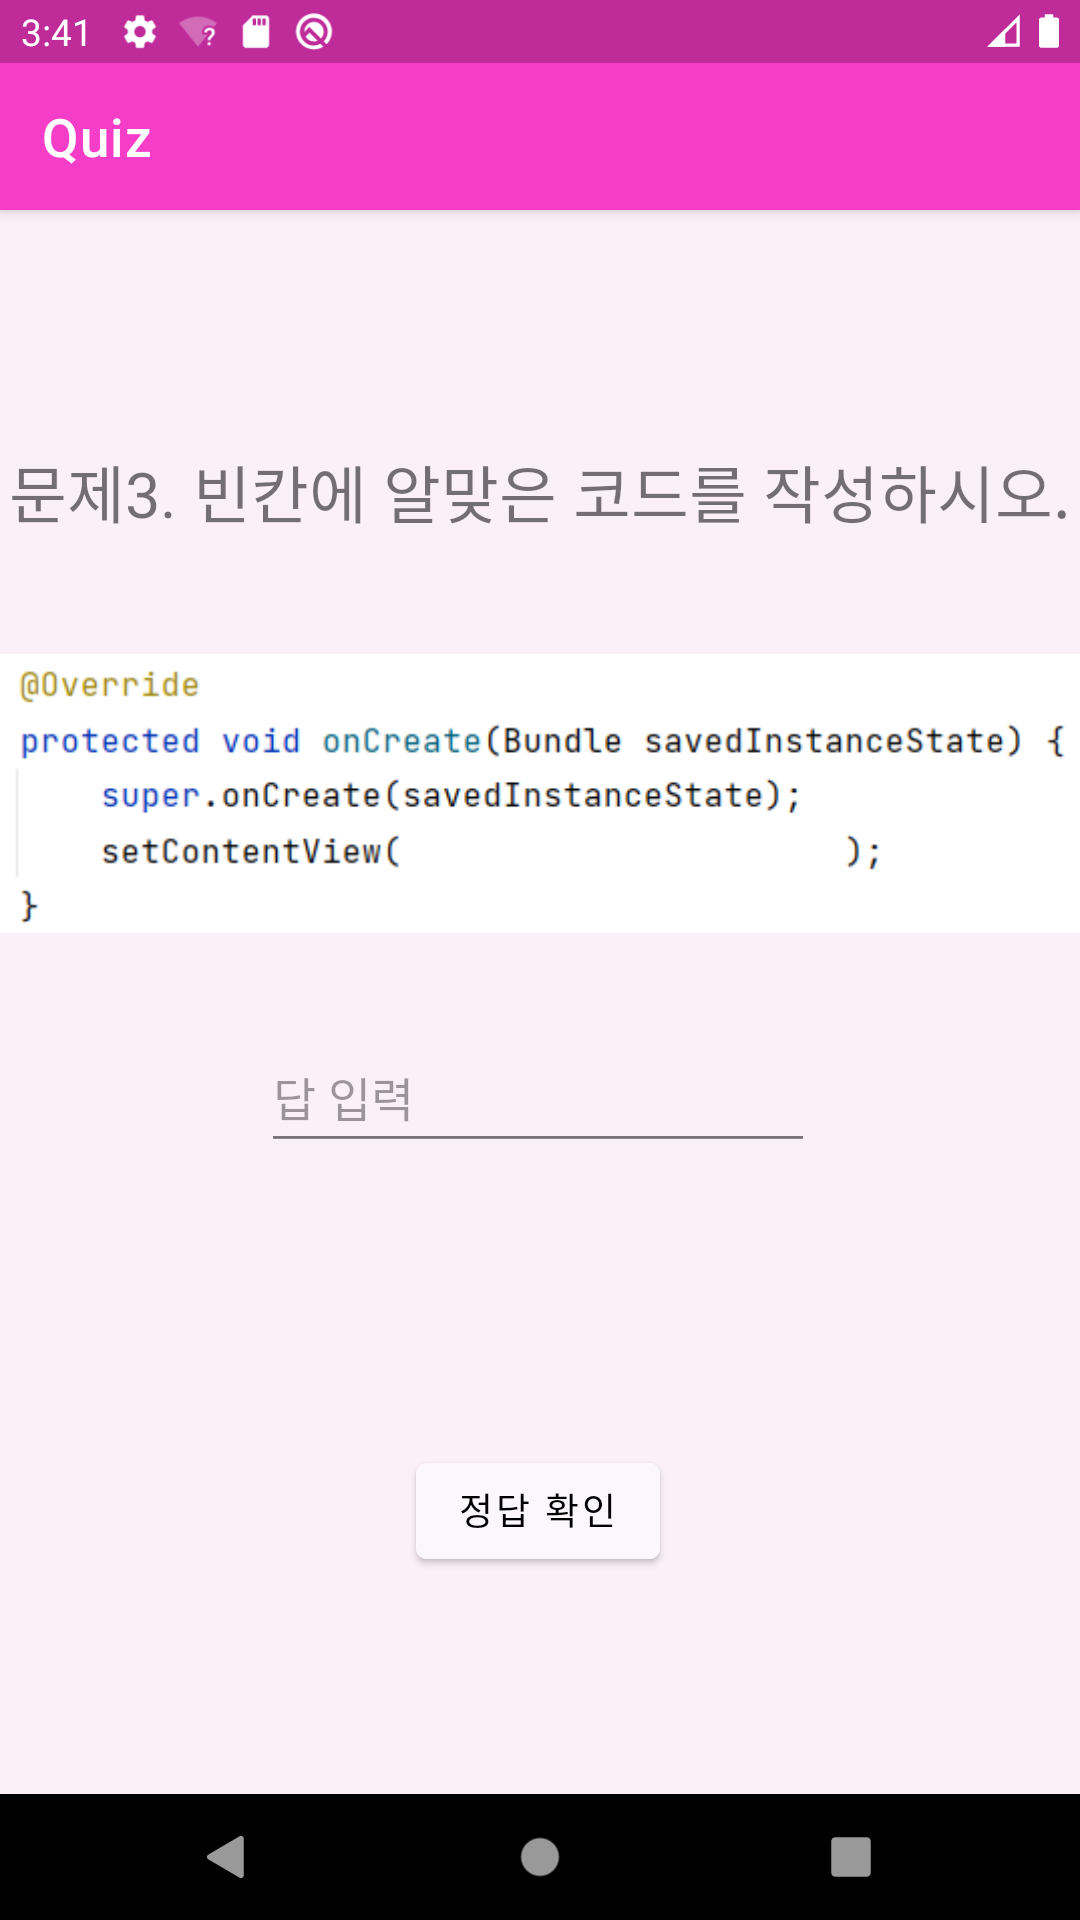 3:41
Quiz
문제3. 빈칸에 알맞은 코드를 작성하시오.
@Override
protected void onCreate(Bundle savedInstanceState) {
    super.onCreate(savedInstanceState);
    setContentView(                      );
}
답 입력
정답 확인